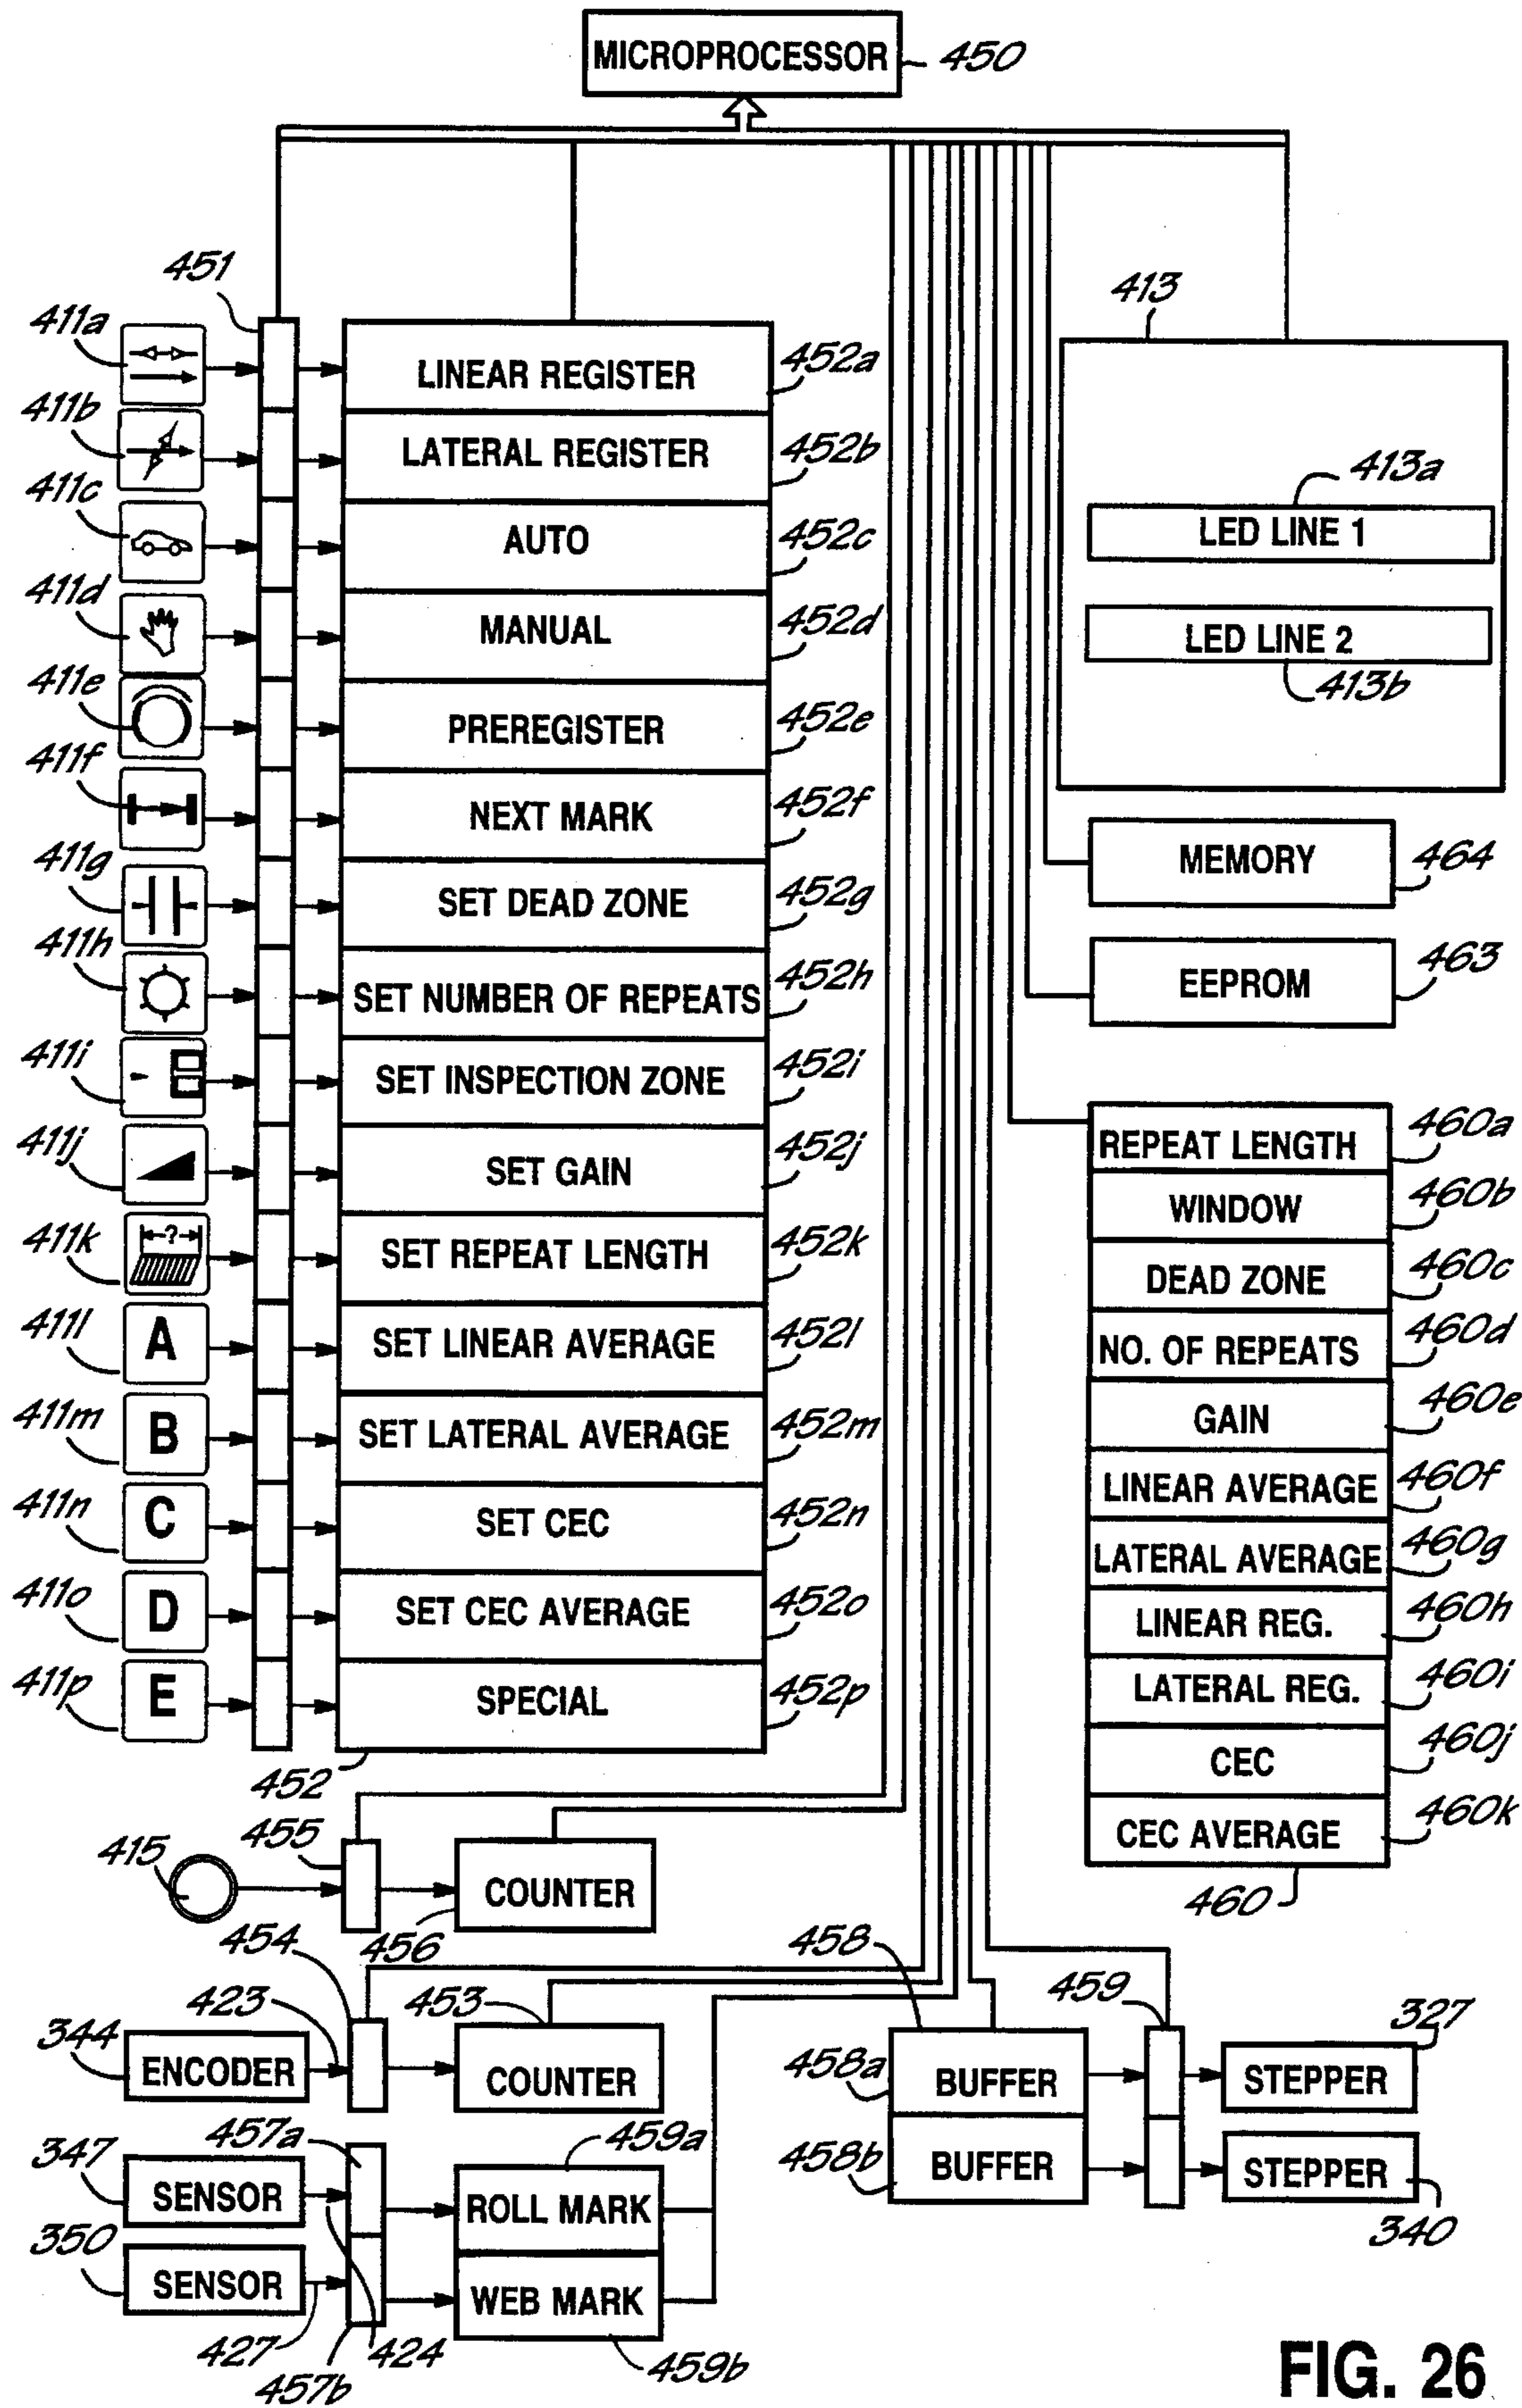 MICROPROCESSOR 450
451
413
411a LINEAR REGISTER 452a
411b LATERAL REGISTER 452b
411c AUTO 452c
411d MANUAL 452d
411e PREREGISTER 452e
411f NEXT MARK 452f
411g SET DEAD ZONE 452g
411h SET NUMBER OF REPEATS 452h
411i SET INSPECTION ZONE 452i
411j SET GAIN 452j
411k ? SET REPEAT LENGTH 452k
411l A SET LINEAR AVERAGE 452l
411m B SET LATERAL AVERAGE 452m
411n C SET CEC 452n
411o D SET CEC AVERAGE 452o
411p E SPECIAL 452p
452
413a
LED LINE 1
LED LINE 2
413b
MEMORY 464
EEPROM 463
REPEAT LENGTH 460a
WINDOW 460b
DEAD ZONE 460c
NO. OF REPEATS 460d
GAIN 460e
LINEAR AVERAGE 460f
LATERAL AVERAGE 460g
LINEAR REG. 460h
LATERAL REG. 460i
CEC 460j
CEC AVERAGE 460k
460
415 455 COUNTER
456
454
423 453
344 ENCODER COUNTER
457a 459a
347 SENSOR ROLL MARK
350 SENSOR WEB MARK
427 424 459b
457b
458 459 327
458a BUFFER STEPPER
458b BUFFER STEPPER
340
FIG. 26